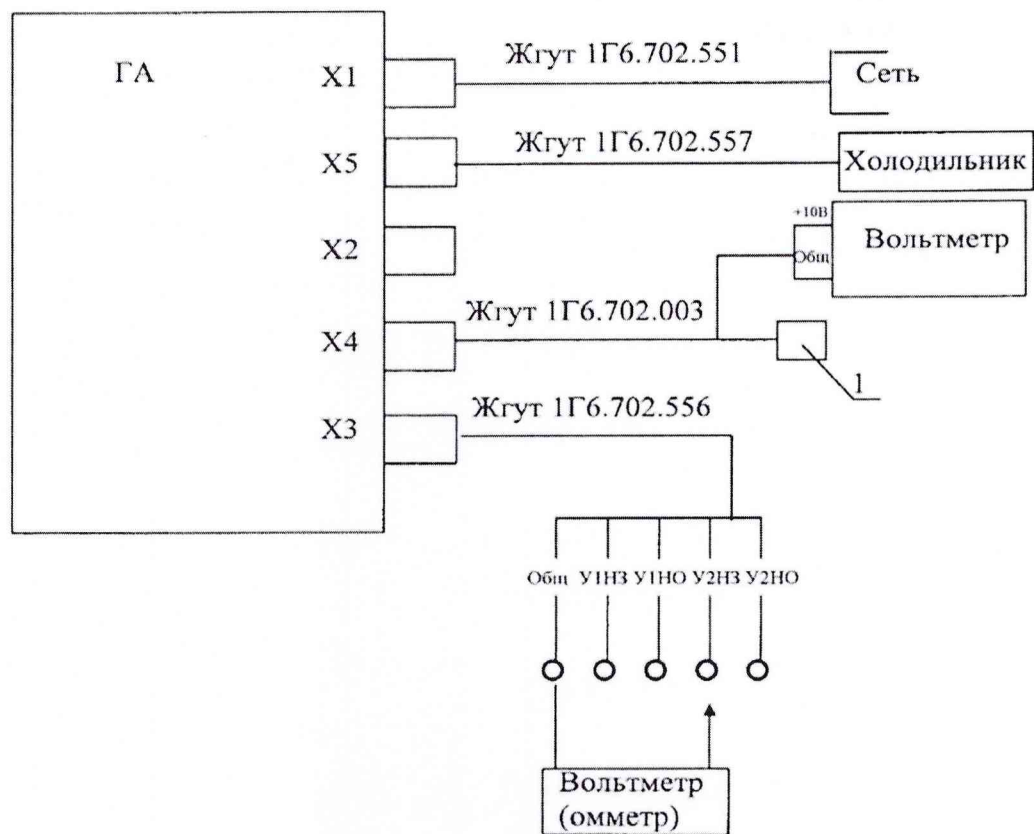 ГА
X1
Жгут 1Г6.702.551
Сеть
X5
Жгут 1Г6.702.557
Холодильник
X2
+10В
Общ
Вольтметр
X4
Жгут 1Г6.702.003
1
X3
Жгут 1Г6.702.556
Общ У1НЗ У1НО У2НЗ У2НО
Вольтметр
(омметр)